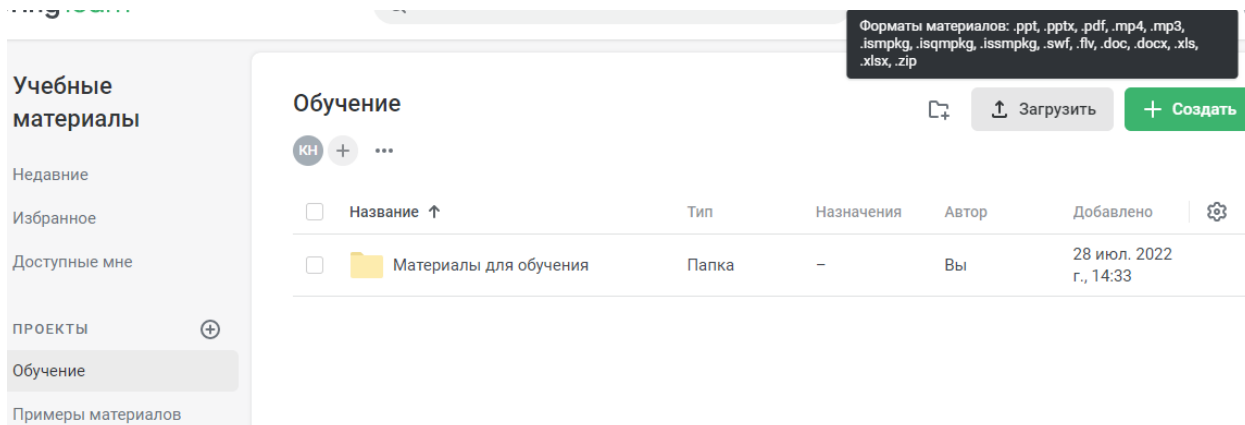 Форматы материалов: .ppt, .pptx, .pdf, .mp4, .mp3,
.ismpkg, .isqmpkg, .issmpkg, .swf, .flv, .doc, .docx, .xls,
.xlsx, .zip
Учебные
материалы
Недавние
Избранное
Доступные мне
ПРОЕКТЫ
Обучение
Примеры материалов
Обучение
Загрузить
Создать
КН
Название ↑ Тип Назначения Автор Добавлено
Материалы для обучения Папка – Вы 28 июл. 2022
г., 14:33